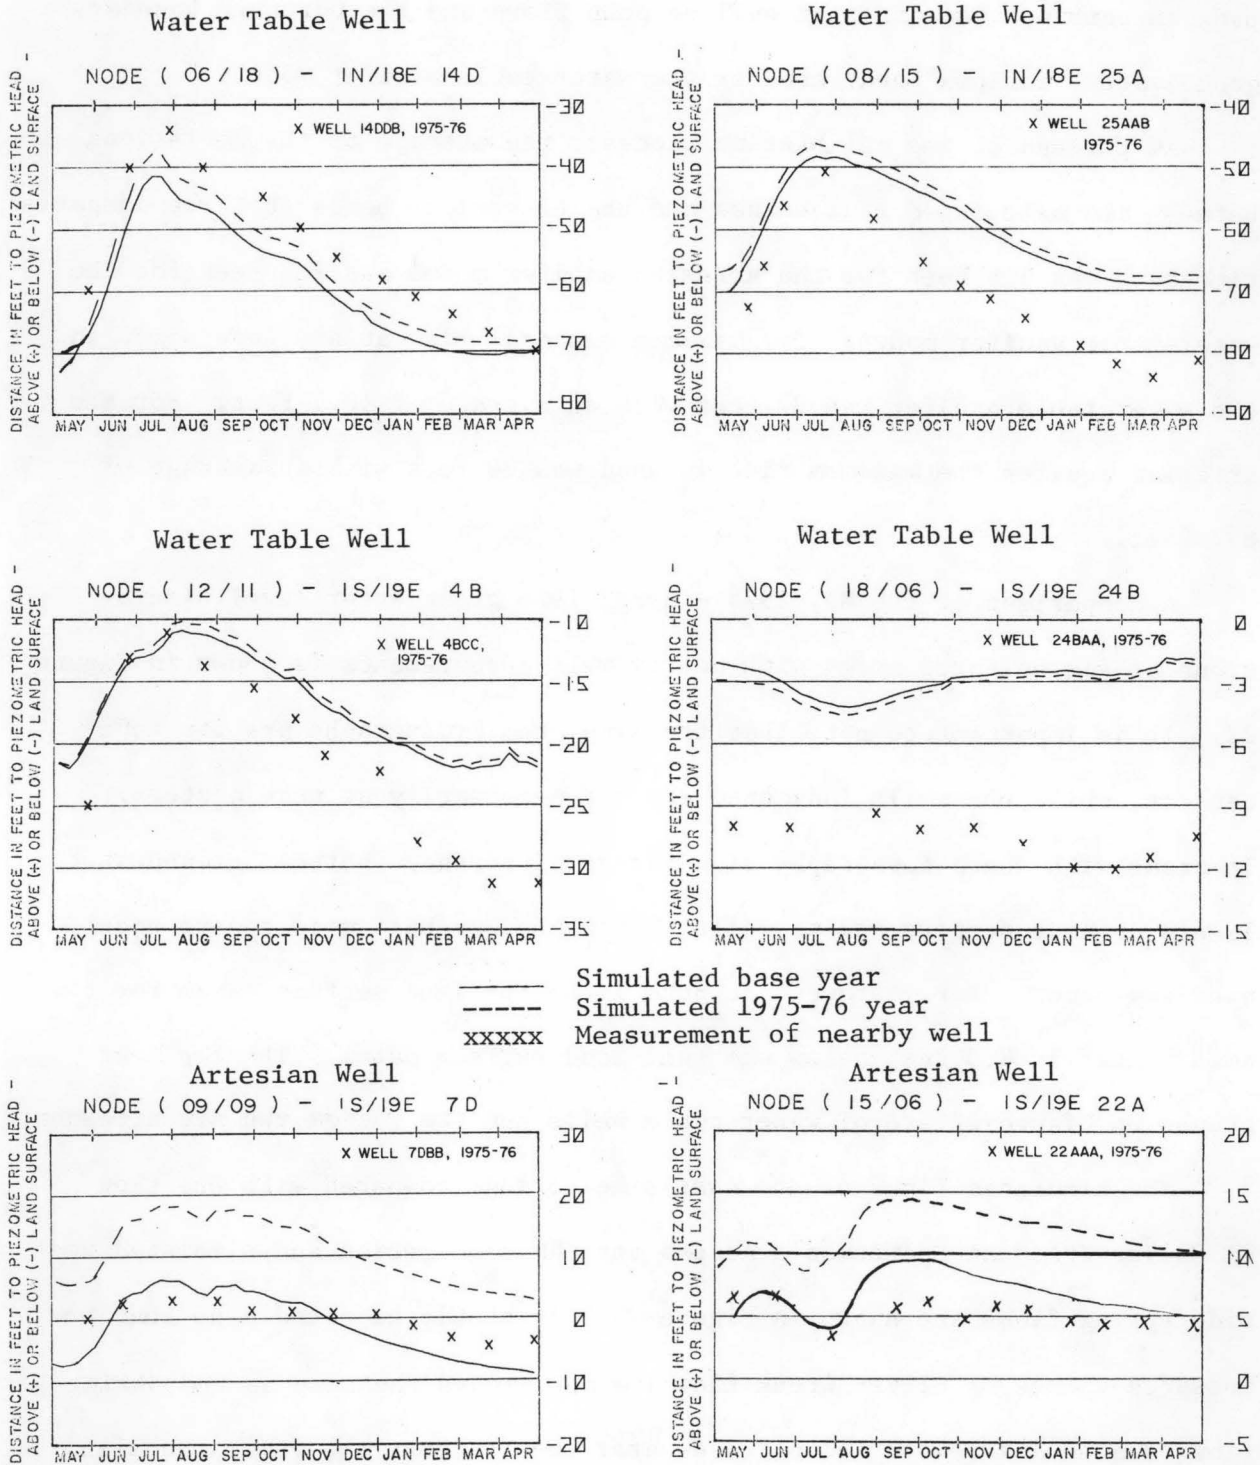 Water Table Well
NODE ( 06/18 ) - 1N/18E 14D
DISTANCE IN FEET TO PIEZOMETRIC HEAD -
ABOVE (+) OR BELOW (-) LAND SURFACE
X WELL 14DDB, 1975-76
-30
-40
-50
-60
-70
-80
MAY JUN JUL AUG SEP OCT NOV DEC JAN FEB MAR APR
Water Table Well
NODE ( 08/15 ) - 1N/18E 25A
DISTANCE IN FEET TO PIEZOMETRIC HEAD -
ABOVE (+) OR BELOW (-) LAND SURFACE
X WELL 25AAB
1975-76
-40
-50
-60
-70
-80
-90
MAY JUN JUL AUG SEP OCT NOV DEC JAN FEB MAR APR
Water Table Well
NODE ( 12/11 ) - 1S/19E 4B
DISTANCE IN FEET TO PIEZOMETRIC HEAD -
ABOVE (+) OR BELOW (-) LAND SURFACE
X WELL 4BCC,
1975-76
-10
-15
-20
-25
-30
-35
MAY JUN JUL AUG SEP OCT NOV DEC JAN FEB MAR APR
Water Table Well
NODE ( 18/06 ) - 1S/19E 24B
DISTANCE IN FEET TO PIEZOMETRIC HEAD -
ABOVE (+) OR BELOW (-) LAND SURFACE
X WELL 24BAA, 1975-76
0
-3
-6
-9
-12
-15
MAY JUN JUL AUG SEP OCT NOV DEC JAN FEB MAR APR
Simulated base year
Simulated 1975-76 year
XXXXX Measurement of nearby well
Artesian Well
NODE ( 09/09 ) - 1S/19E 7D
DISTANCE IN FEET TO PIEZOMETRIC HEAD -
ABOVE (+) OR BELOW (-) LAND SURFACE
X WELL 7DBB, 1975-76
30
20
10
0
-10
-20
MAY JUN JUL AUG SEP OCT NOV DEC JAN FEB MAR APR
Artesian Well
NODE ( 15/06 ) - 1S/19E 22A
DISTANCE IN FEET TO PIEZOMETRIC HEAD -
ABOVE (+) OR BELOW (-) LAND SURFACE
X WELL 22AAA, 1975-76
20
15
10
5
0
-5
MAY JUN JUL AUG SEP OCT NOV DEC JAN FEB MAR APR